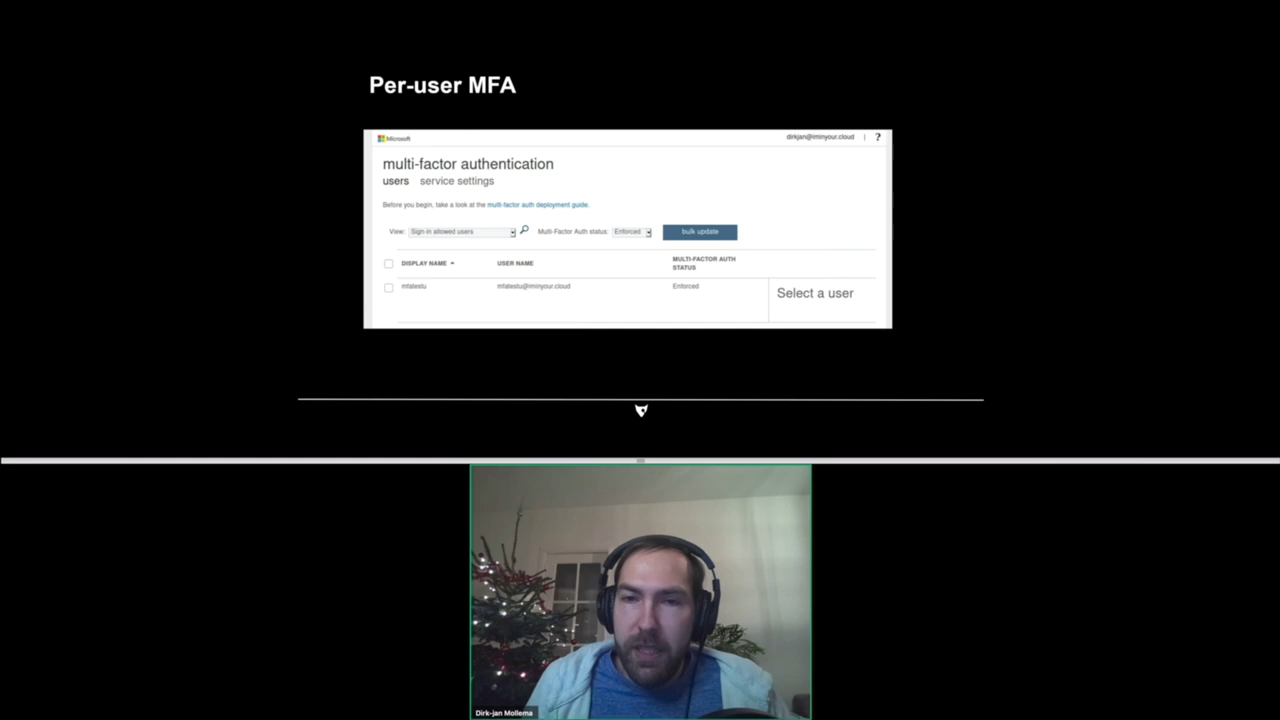 Per-user MFA
Microsoft
dirkjan@iminyour.cloud | ?
multi-factor authentication
users service settings
Before you begin, take a look at the multi-factor auth deployment guide.
View: Sign-in allowed users Multi-Factor Auth status: Enforced bulk update
DISPLAY NAME USER NAME MULTI-FACTOR AUTH
STATUS
mfatestu mfatestu@iminyour.cloud Enforced
Select a user
Dirk-jan Mollema